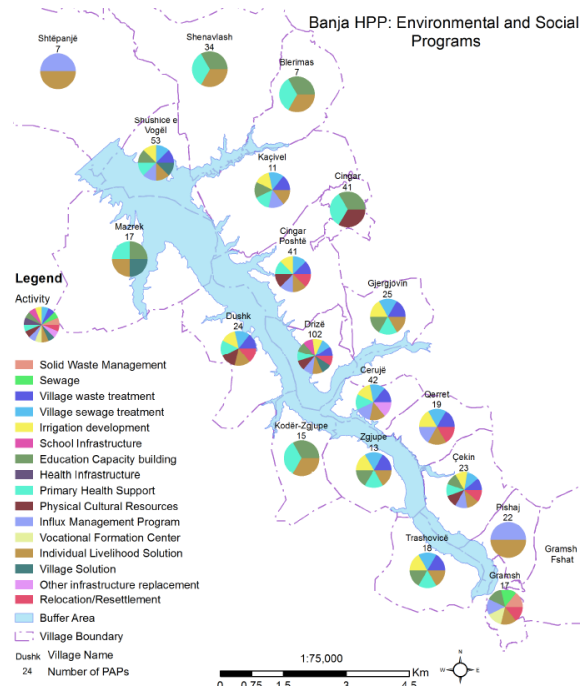 Banja HPP: Environmental and Social
Programs
Shtëpanjë
7
Shenavlash
34
Blerimas
7
Shushice e
Vogël
53
Kaçivel
11
Cingar
41
Mazrek
17
Çingar
Poshtë
41
Gjergjovin
25
Dushk
24
Drizë
102
Cerujë
42
Qerret
19
Kodër-Zgjupe
15
Zgjupe
13
Çekin
23
Pishaj
22
Trashovicë
18
Gramsh
17
Gramsh
Fshat
Legend
Activity
Solid Waste Management
Sewage
Village waste treatment
Village sewage treatment
Irrigation development
School Infrastructure
Education Capacity building
Health Infrastructure
Primary Health Support
Physical Cultural Resources
Influx Management Program
Vocational Formation Center
Individual Livelihood Solution
Village Solution
Other infrastructure replacement
Relocation/Resettlement
Buffer Area
Village Boundary
Dushk Village Name
24 Number of PAPs
1:75,000
Km
0 0.75 1.5 3 4.5
N
W E
S